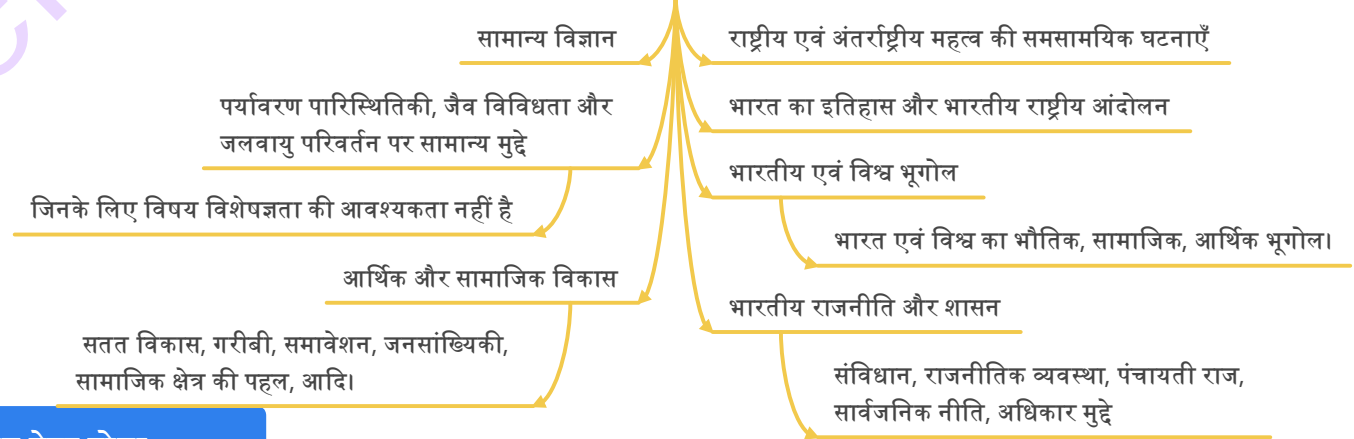 सामान्य विज्ञान
राष्ट्रीय एवं अंतर्राष्ट्रीय महत्व की समसामयिक घटनाएँ
पर्यावरण पारिस्थितिकी, जैव विविधता और
जलवायु परिवर्तन पर सामान्य मुद्दे
भारत का इतिहास और भारतीय राष्ट्रीय आंदोलन
भारतीय एवं विश्व भूगोल
जिनके लिए विषय विशेषज्ञता की आवश्यकता नहीं है
भारत एवं विश्व का भौतिक, सामाजिक, आर्थिक भूगोल।
आर्थिक और सामाजिक विकास
भारतीय राजनीति और शासन
सतत विकास, गरीबी, समावेशन, जनसांख्यिकी,
सामाजिक क्षेत्र की पहल, आदि।
संविधान, राजनीतिक व्यवस्था, पंचायती राज,
सार्वजनिक नीति, अधिकार मुद्दे